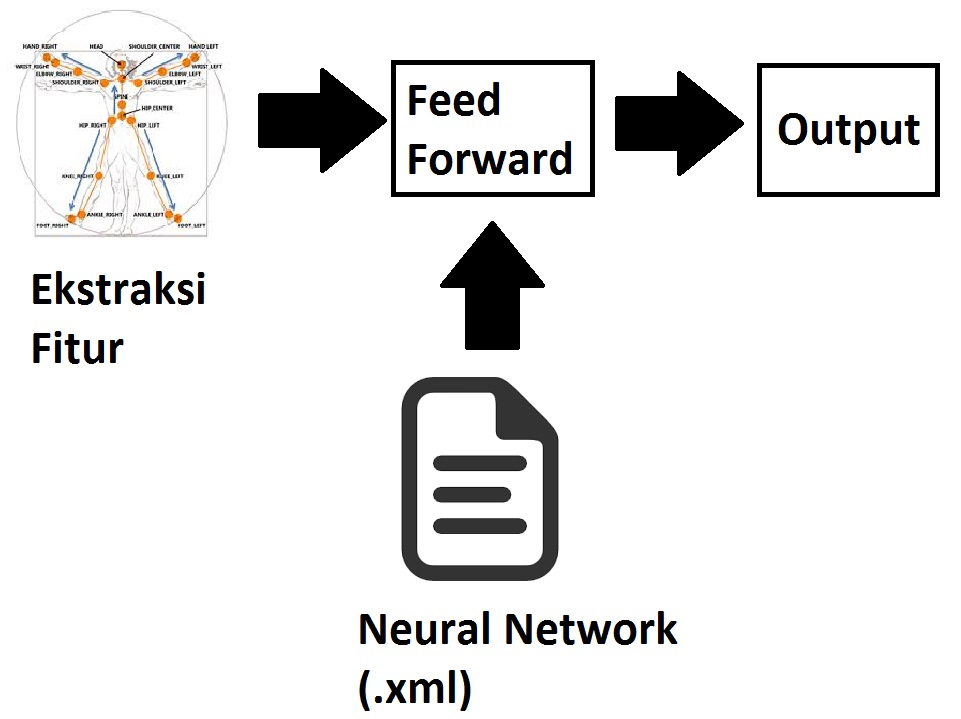 HAND_RIGHT
HEAD
SHOULDER_CENTER
HAND_LEFT
WRIST_RIGHT
WRIST_LEFT
ELBOW_RIGHT
ELBOW_LEFT
SHOULDER_RIGHT
SHOULDER_LEFT
SPINE
HIP_CENTER
HIP_RIGHT
HIP_LEFT
KNEE_RIGHT
KNEE_LEFT
ANKLE_RIGHT
ANKLE_LEFT
FOOT_RIGHT
FOOT_LEFT
Ekstraksi
Fitur
Feed
Forward
Output
Neural Network
(.xml)